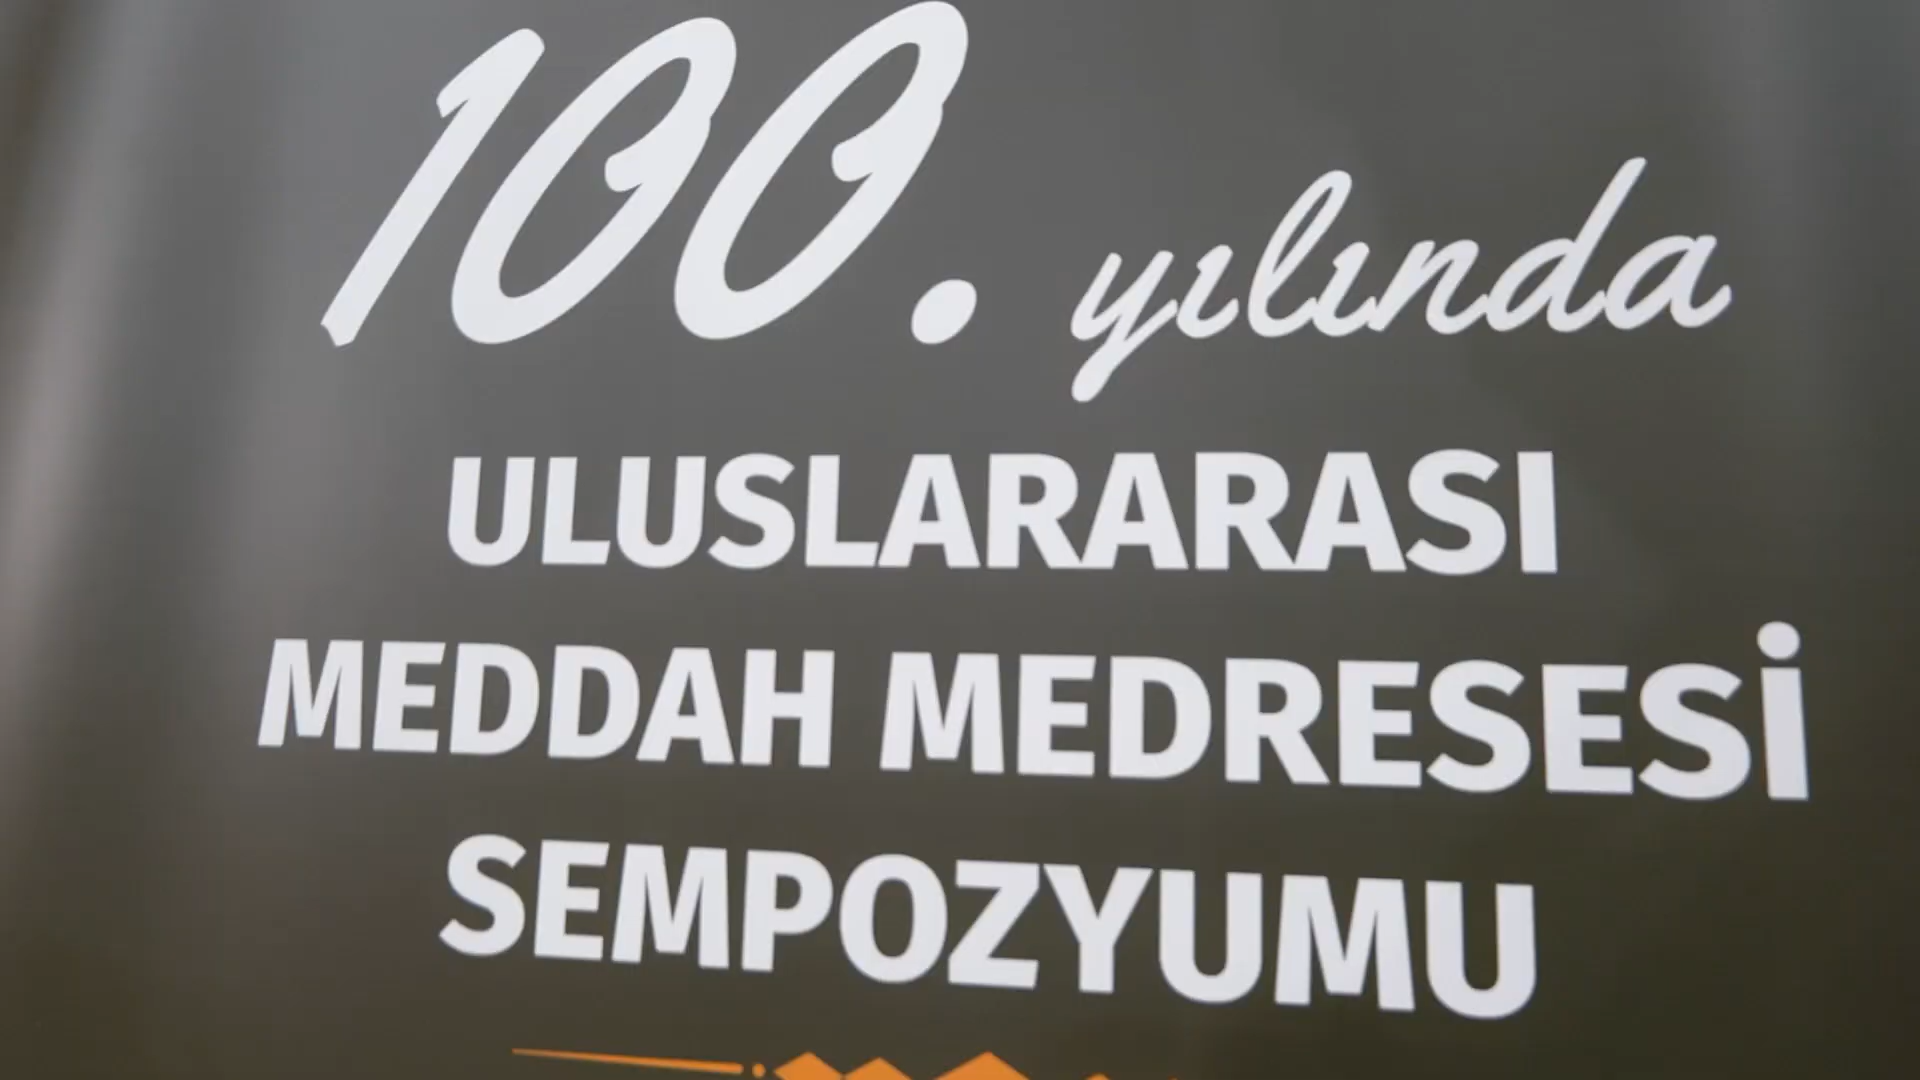 100. yılında
ULUSLARARASI
MEDDAH MEDRESESİ
SEMPOZYUMU